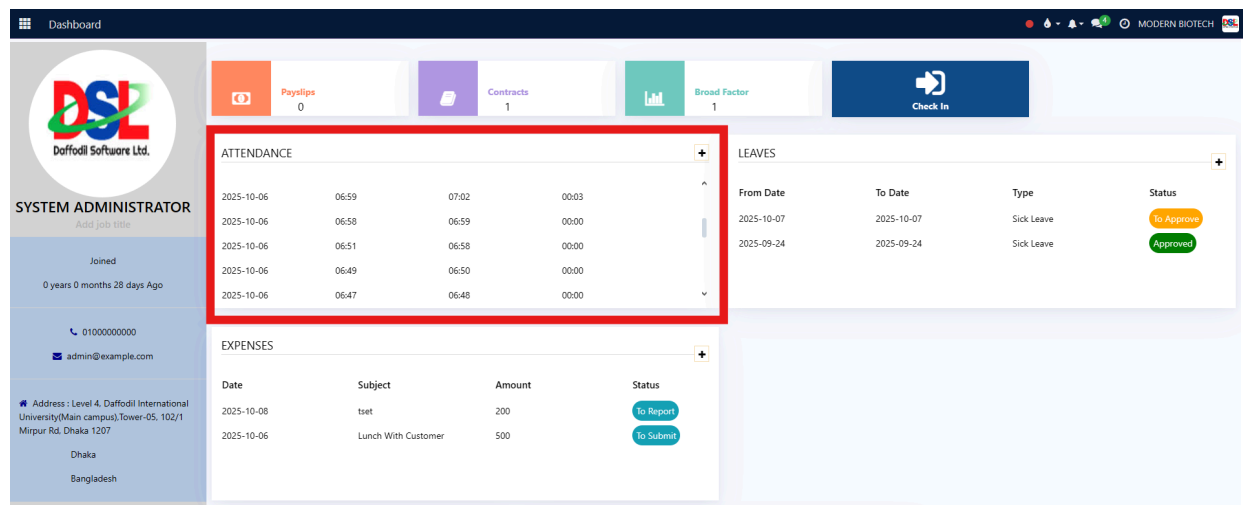 Dashboard
4
MODERN BIOTECH
DSL
DSL
Daffodil Software Ltd.
SYSTEM ADMINISTRATOR
Add job title
Joined
0 years 0 months 28 days Ago
01000000000
admin@example.com
Address : Level 4, Daffodil International
University(Main campus),Tower-05, 102/1
Mirpur Rd, Dhaka 1207
Dhaka
Bangladesh
Payslips
0
Contracts
1
Broad Factor
1
Check In
ATTENDANCE
2025-10-06 06:59 07:02 00:03
2025-10-06 06:58 06:59 00:00
2025-10-06 06:51 06:58 00:00
2025-10-06 06:49 06:50 00:00
2025-10-06 06:47 06:48 00:00
LEAVES
From Date To Date Type Status
2025-10-07 2025-10-07 Sick Leave To Approve
2025-09-24 2025-09-24 Sick Leave Approved
EXPENSES
Date Subject Amount Status
2025-10-08 tset 200 To Report
2025-10-06 Lunch With Customer 500 To Submit